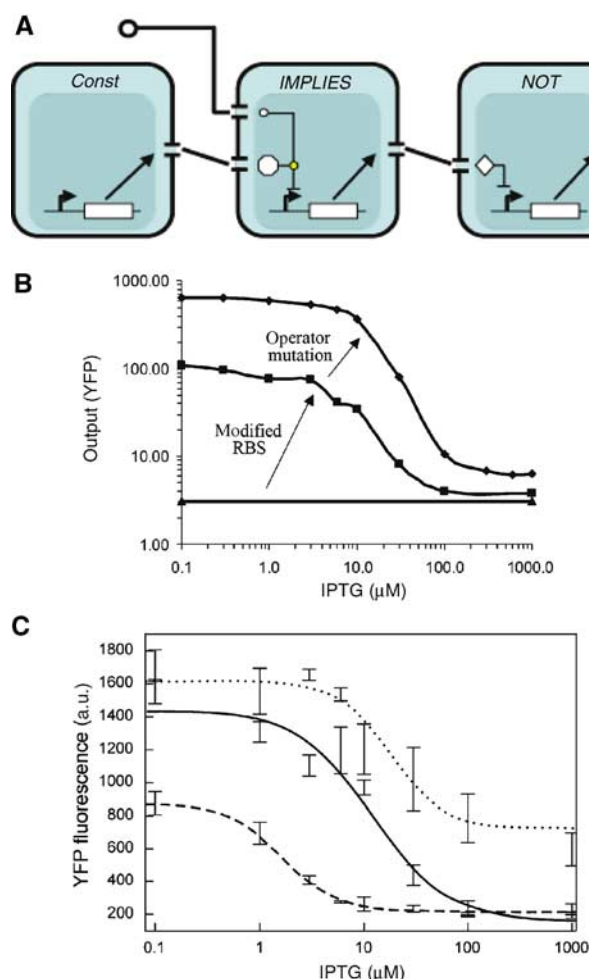 A
Const
IMPLIES
NOT
B
1000.00
100.00
10.00
1.00
Output (YFP)
Operator
mutation
Modified
RBS
0.1
1.0
10.0
100.0
1000.0
IPTG (µM)
C
1800
1600
1400
1200
1000
800
600
400
200
YFP fluorescence (a.u.)
0.1
1
10
100
1000
IPTG (µM)